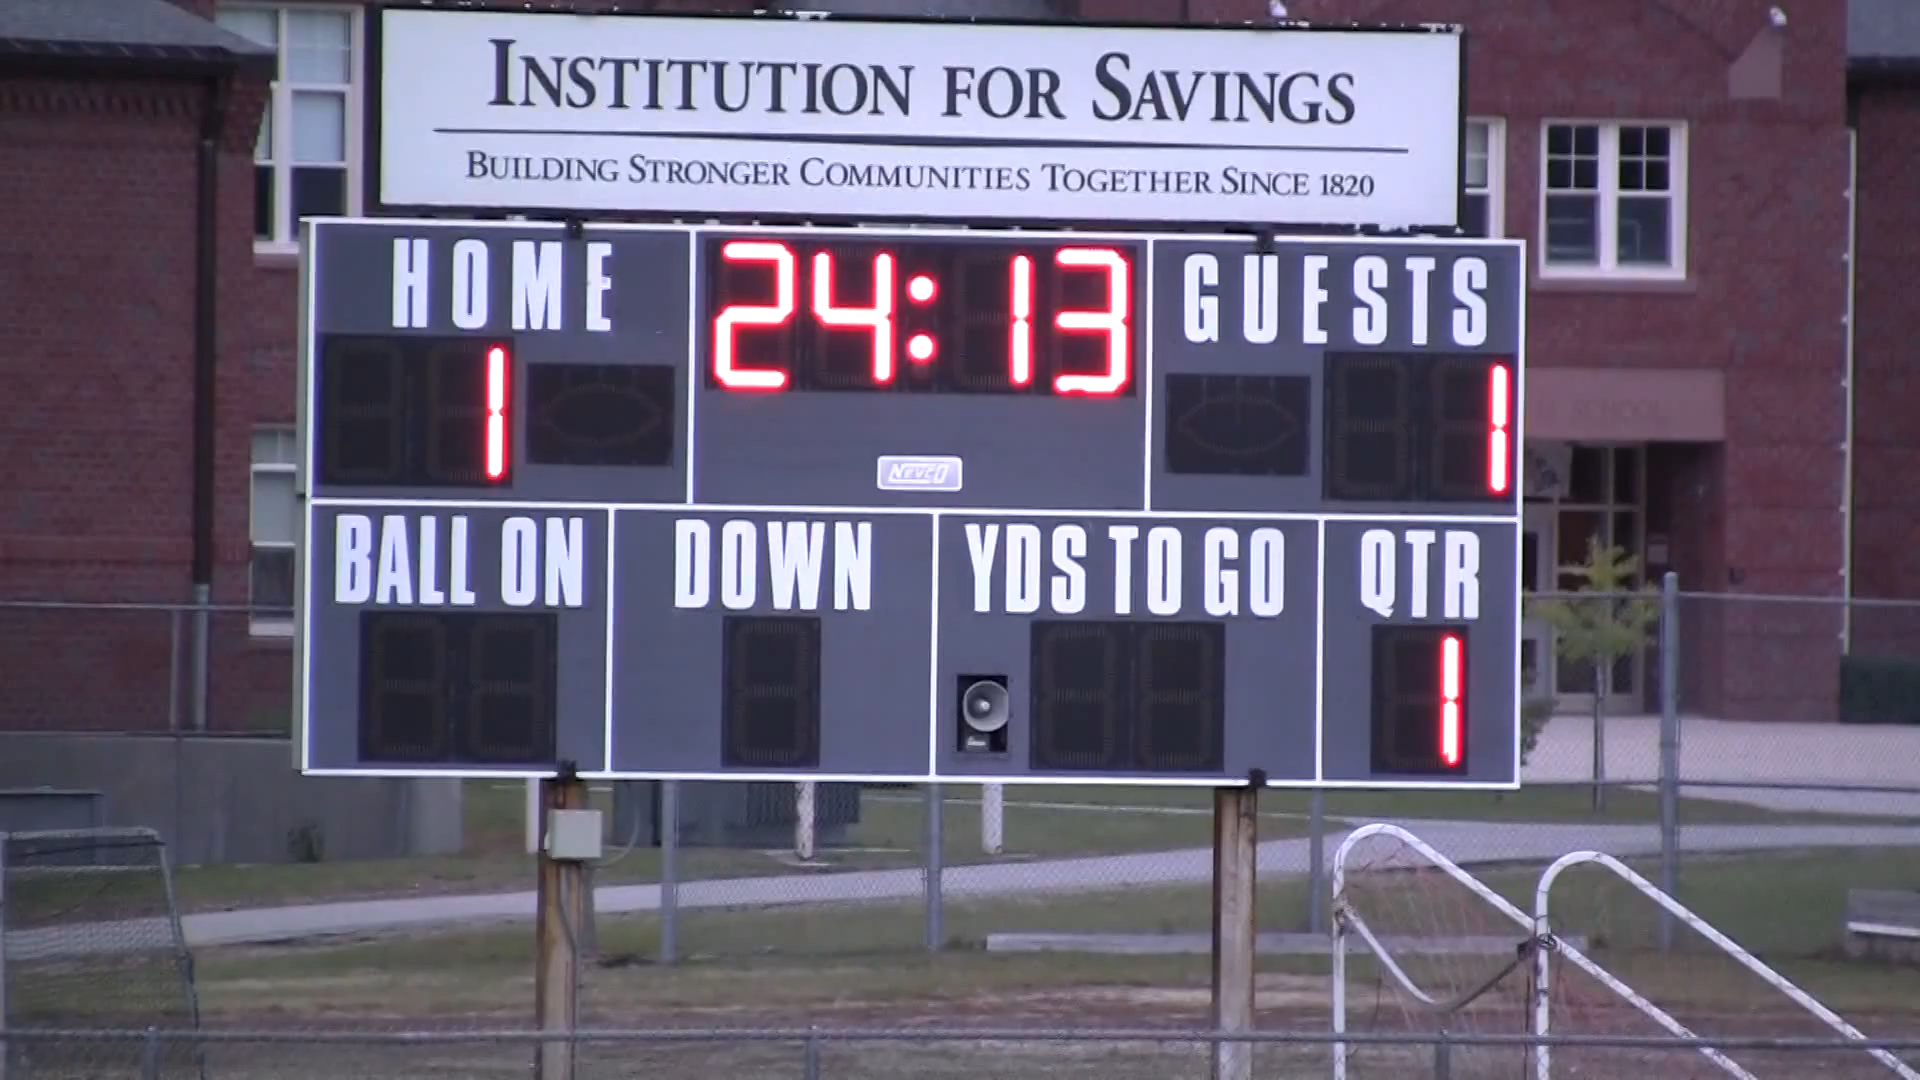 INSTITUTION FOR SAVINGS
BUILDING STRONGER COMMUNITIES TOGETHER SINCE 1820
HOME 24:13 GUESTS
1 1
NEVCO
BALL ON DOWN YDS TO GO QTR
1
SCHOOL